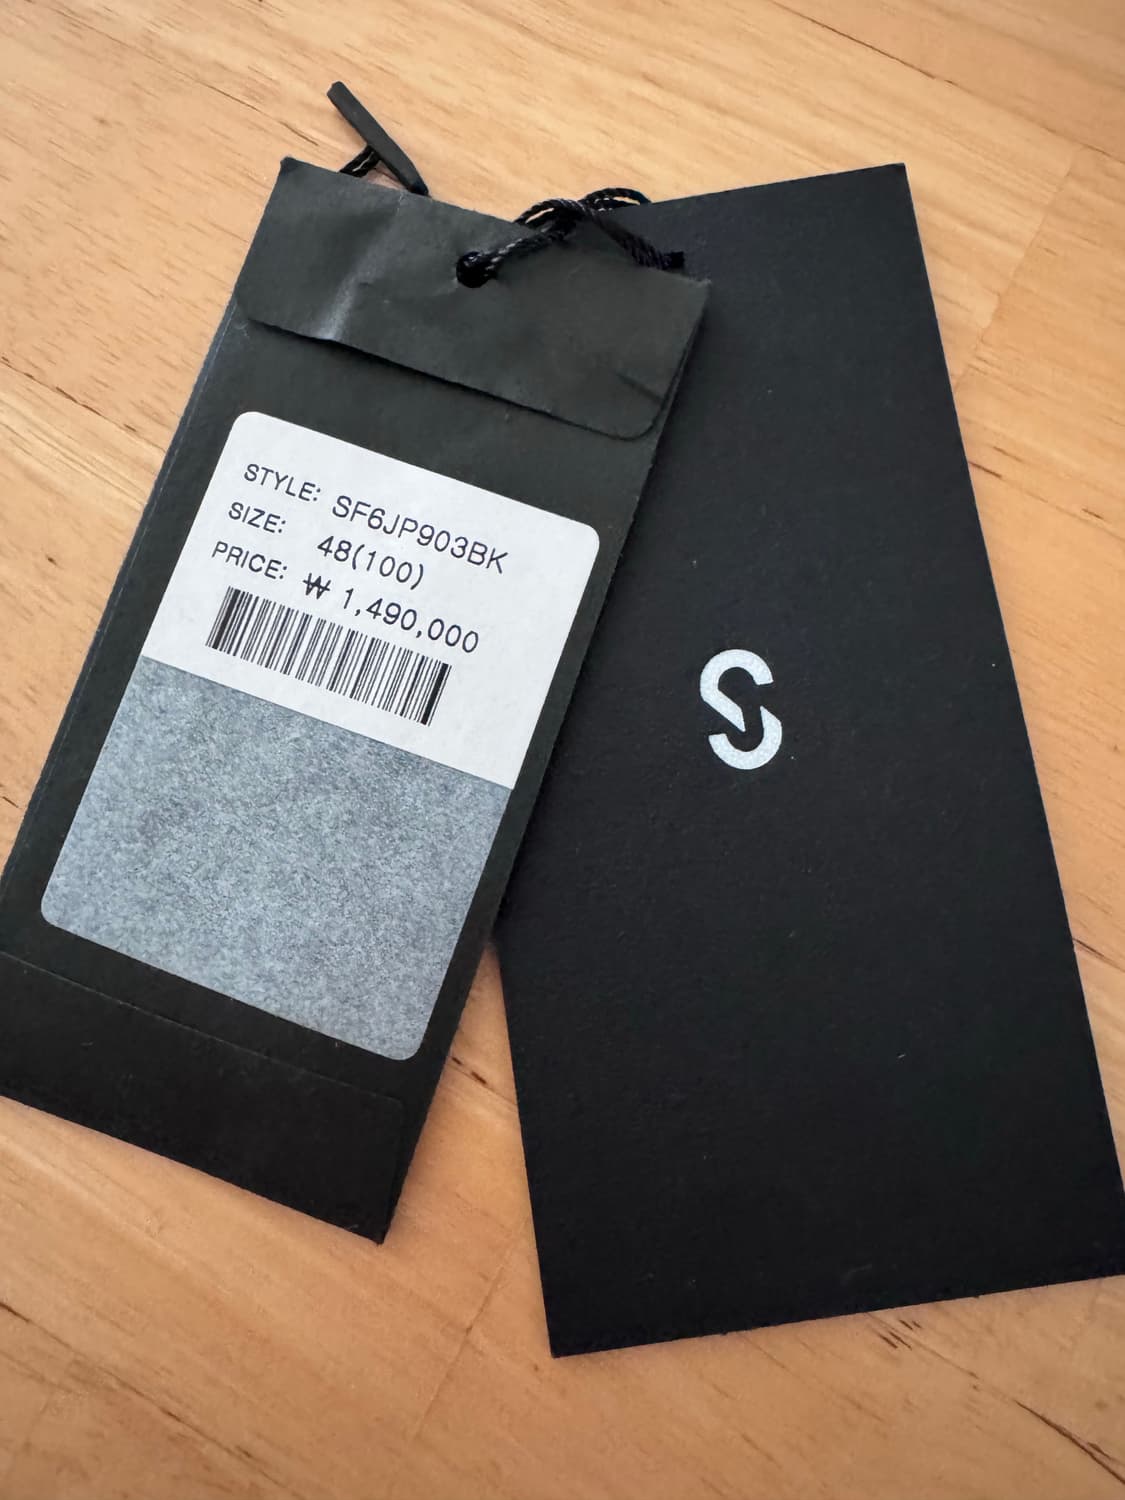 STYLE: SF6JP903BK
SIZE: 48(100)
PRICE: ₩ 1,490,000
S